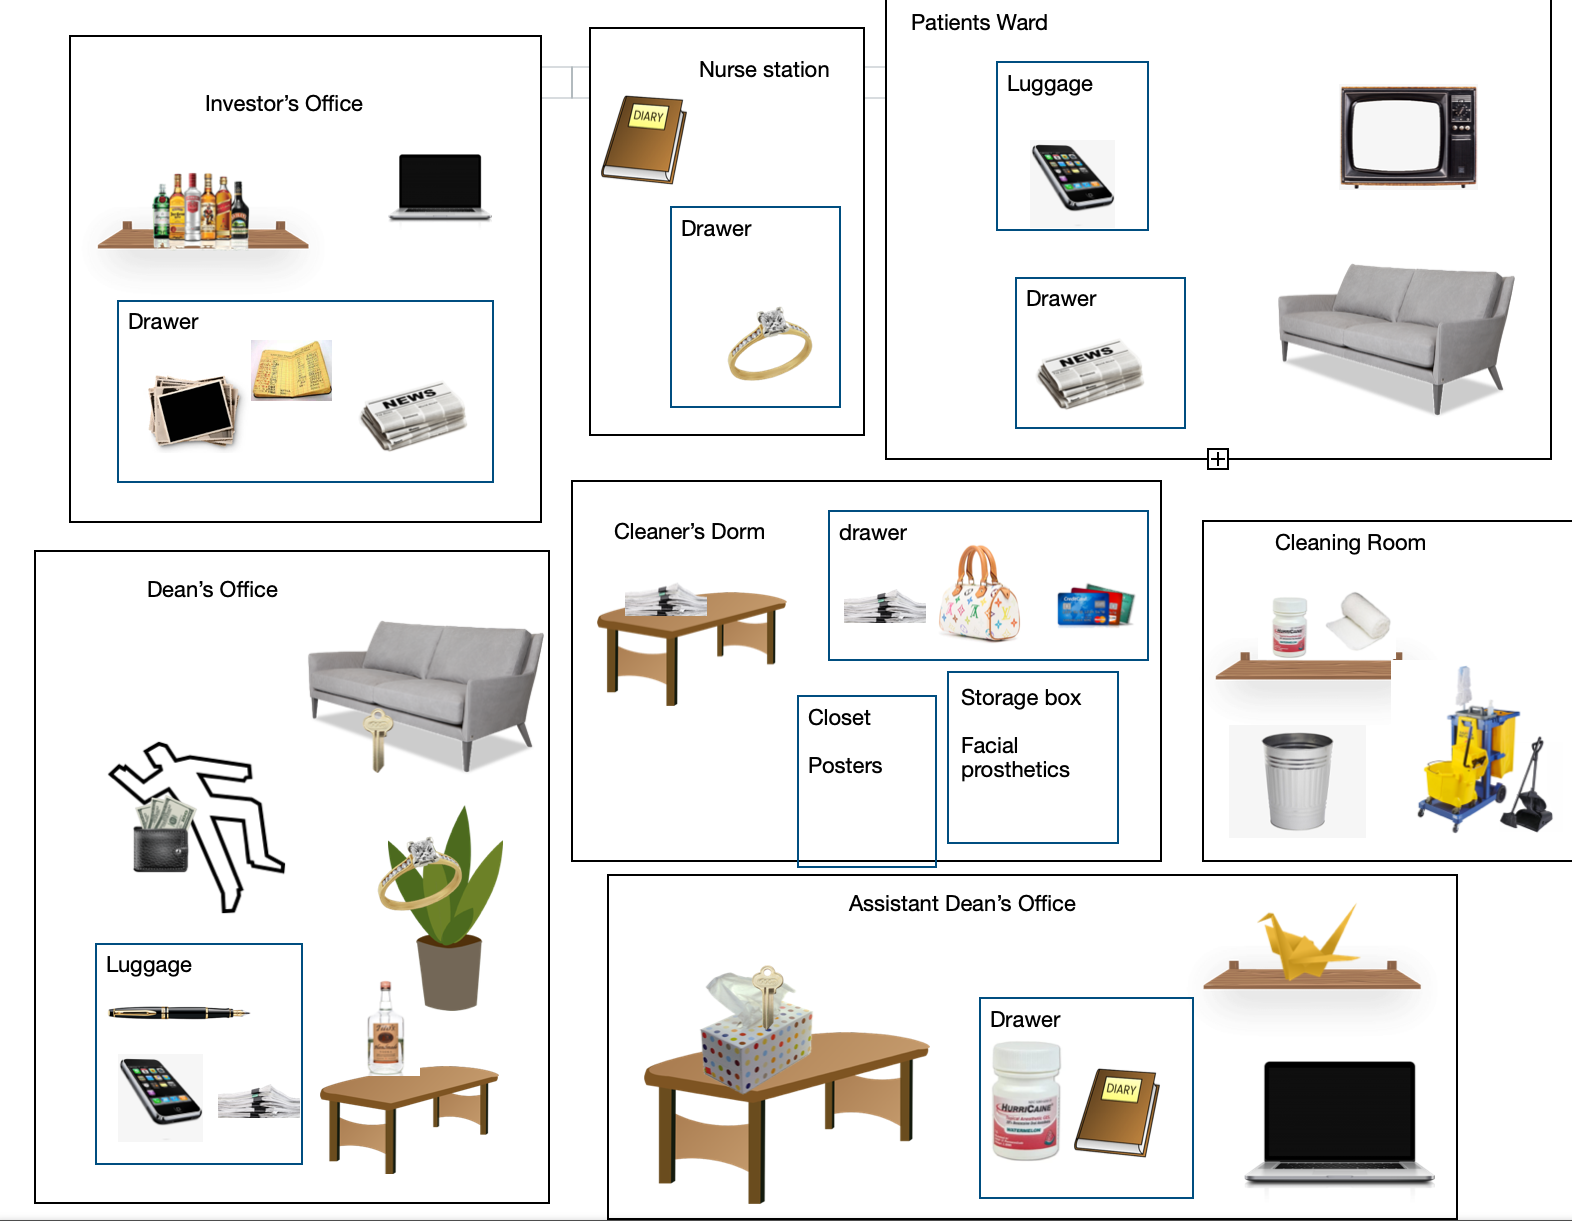 Patients Ward
Investor's Office
Nurse station
DIARY
Luggage
Drawer
Drawer
NEWS
Drawer
NEWS
Cleaner's Dorm
drawer
Cleaning Room
HURRICAINE
Dean's Office
Closet
Posters
Storage box
Facial
prosthetics
Luggage
Assistant Dean's Office
Drawer
HURRICAINE
WATERMELON
DIARY